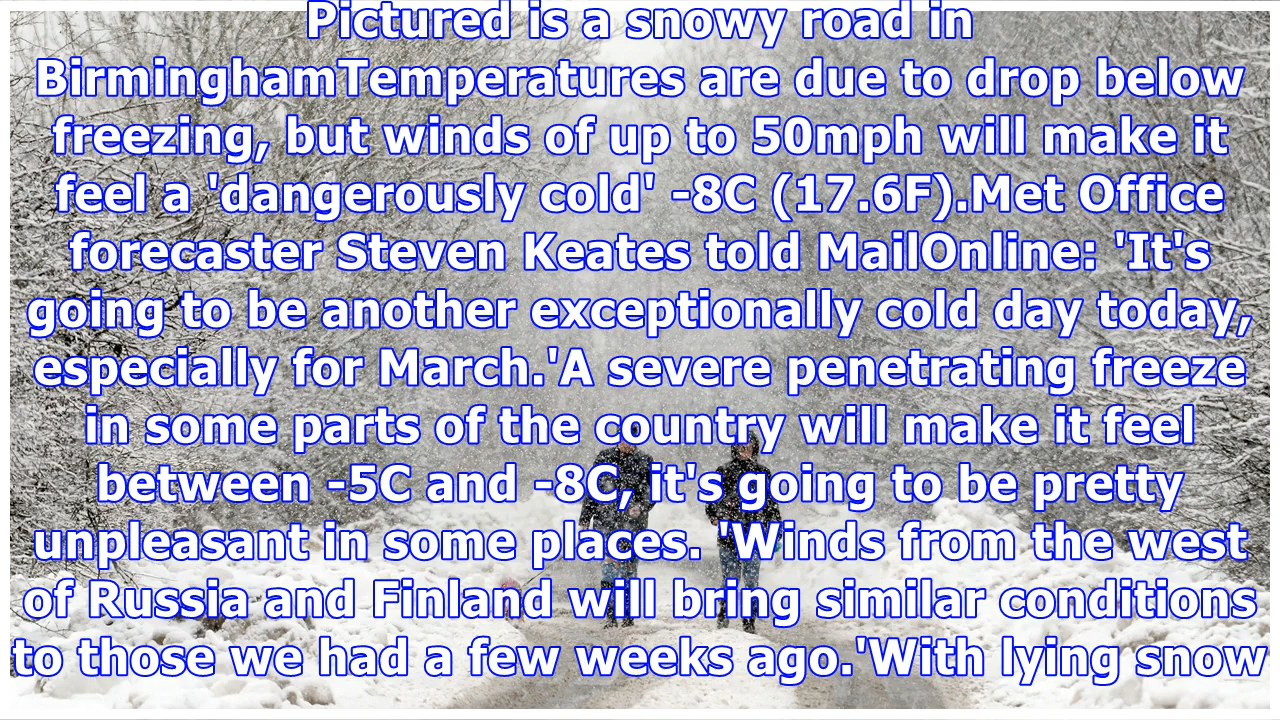 Pictured is a snowy road in
BirminghamTemperatures are due to drop below
freezing, but winds of up to 50mph will make it
feel a 'dangerously cold' -8C (17.6F).Met Office
forecaster Steven Keates told MailOnline: 'It's
going to be another exceptionally cold day today,
especially for March.'A severe penetrating freeze
in some parts of the country will make it feel
between -5C and -8C, it's going to be pretty
unpleasant in some places. 'Winds from the west
of Russia and Finland will bring similar conditions
to those we had a few weeks ago.'With lying snow